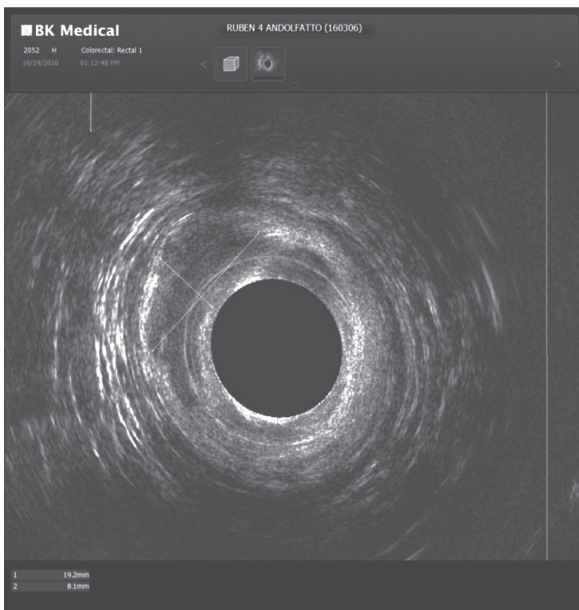 BK Medical
RUBEN 4 ANDOLFATTO (160306)
2052 H Colorectal: Rectal 1
10/19/2010 01:12:48 PM
1 19.2mm
2 8.1mm